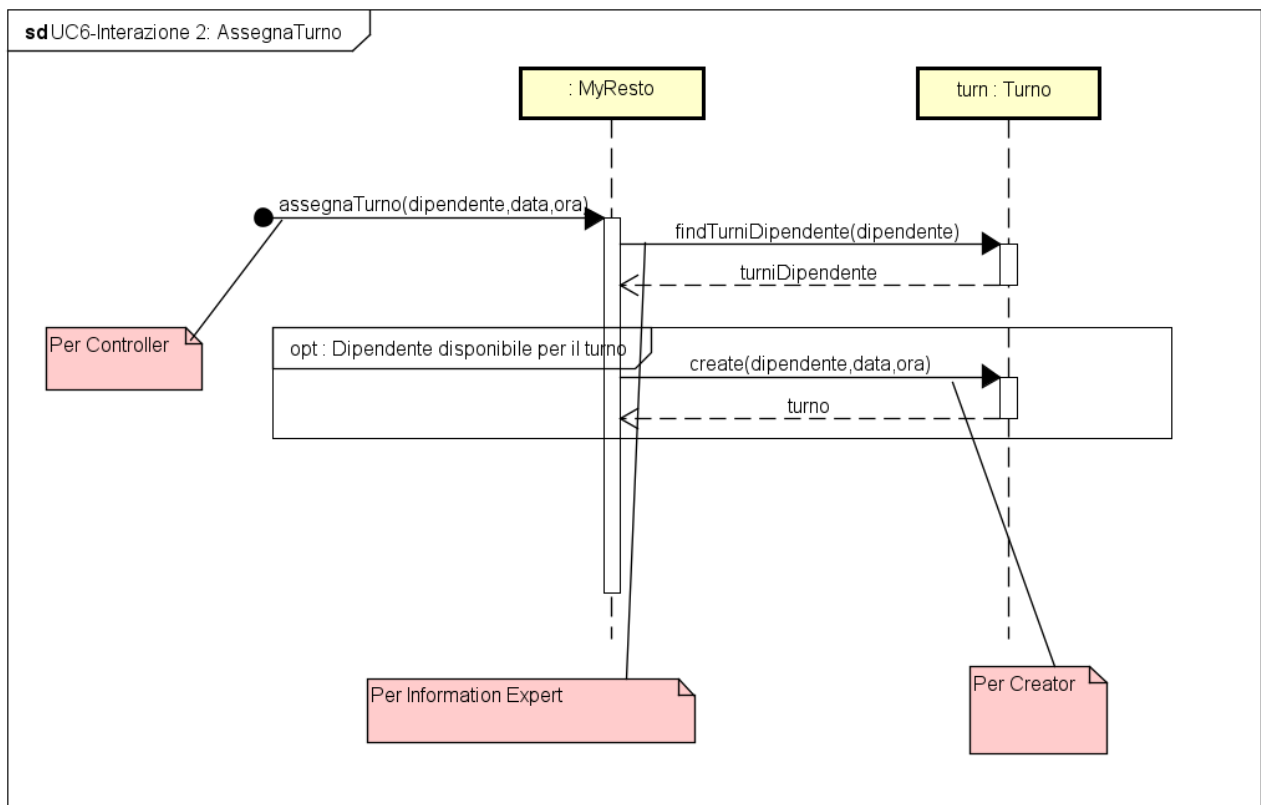 sd UC6-Interazione 2: AssegnaTurno
: MyResto
turn : Turno
assegnaTurno(dipendente,data,ora)
findTurniDipendente(dipendente)
turniDipendente
Per Controller
opt : Dipendente disponibile per il turno
create(dipendente,data,ora)
turno
Per Information Expert
Per Creator